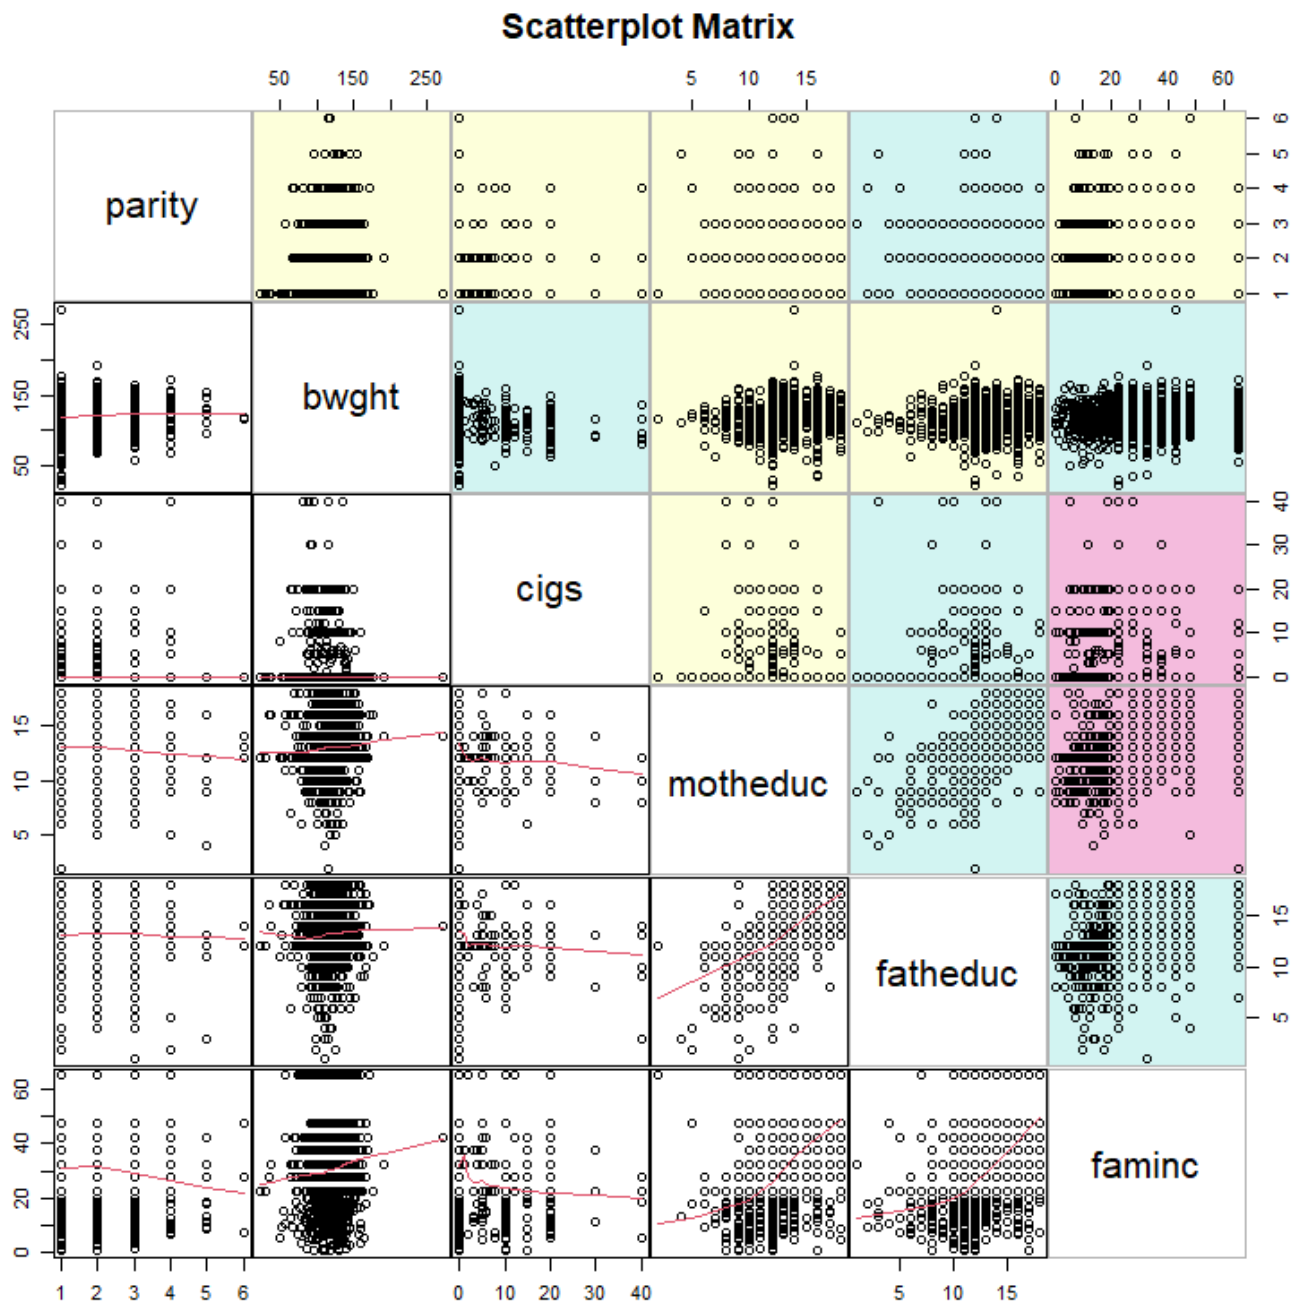 Scatterplot Matrix
50 150 250 5 10 15 0 20 40 60
parity
1 2 3 4 5 6
50 150 250
bwght
cigs
0 10 20 30 40
5 10 15
motheduc
fatheduc
5 10 15
0 20 40 60
faminc
1 2 3 4 5 6 0 10 20 30 40 5 10 15